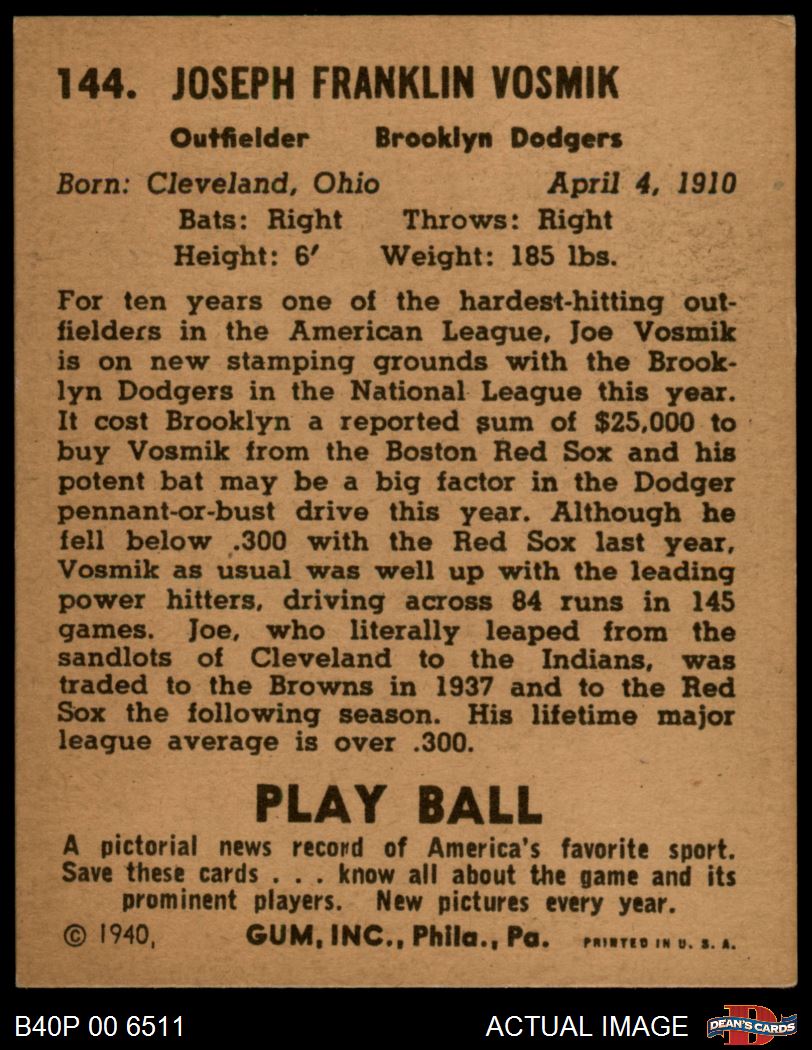 144. JOSEPH FRANKLIN VOSMIK
Outfielder Brooklyn Dodgers
Born: Cleveland, Ohio April 4, 1910
Bats: Right Throws: Right
Height: 6′ Weight: 185 lbs.
For ten years one of the hardest-hitting out-
fielders in the American League, Joe Vosmik
is on new stamping grounds with the Brook-
lyn Dodgers in the National League this year.
It cost Brooklyn a reported sum of $25,000 to
buy Vosmik from the Boston Red Sox and his
potent bat may be a big factor in the Dodger
pennant-or-bust drive this year. Although he
fell below .300 with the Red Sox last year,
Vosmik as usual was well up with the leading
power hitters, driving across 84 runs in 145
games. Joe, who literally leaped from the
sandlots of Cleveland to the Indians, was
traded to the Browns in 1937 and to the Red
Sox the following season. His lifetime major
league average is over .300.
PLAY BALL
A pictorial news record of America's favorite sport.
Save these cards . . . know all about the game and its
prominent players. New pictures every year.
© 1940, GUM, INC., Phila., Pa. PRINTED IN U. S. A.
B40P 00 6511 ACTUAL IMAGE D DEAN'S CARDS